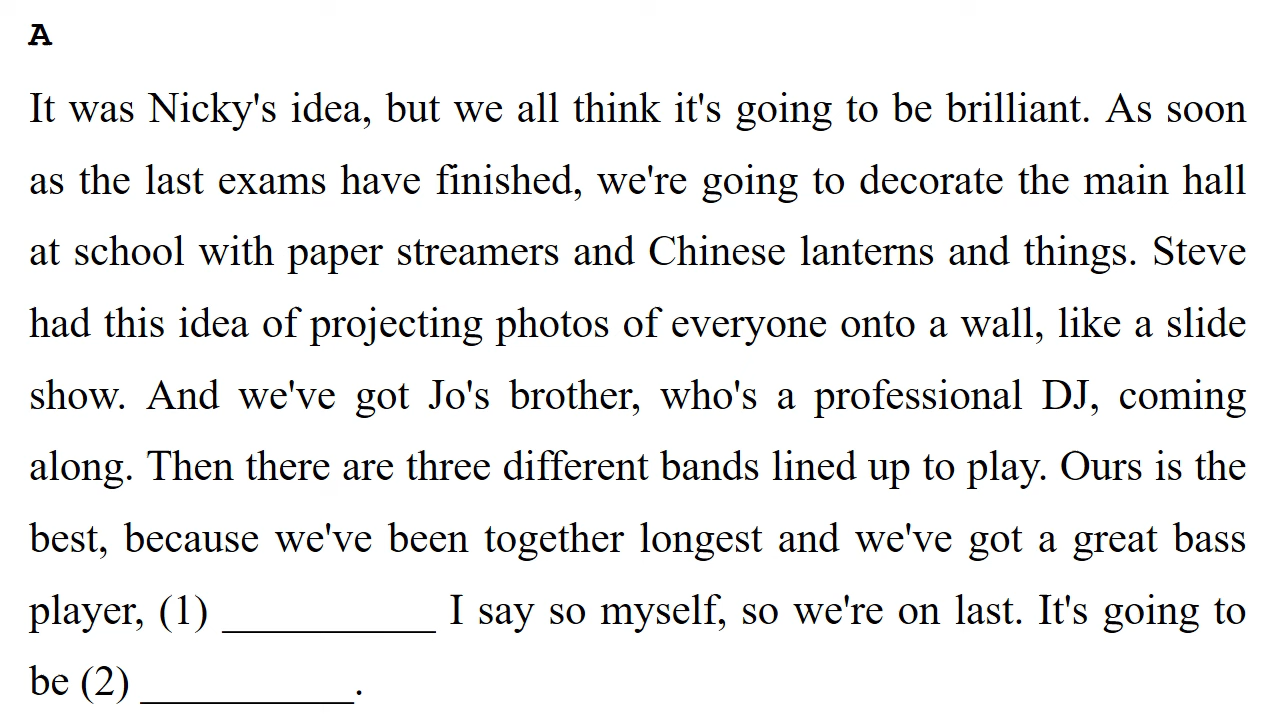 A
It was Nicky's idea, but we all think it's going to be brilliant. As soon
as the last exams have finished, we're going to decorate the main hall
at school with paper streamers and Chinese lanterns and things. Steve
had this idea of projecting photos of everyone onto a wall, like a slide
show. And we've got Jo's brother, who's a professional DJ, coming
along. Then there are three different bands lined up to play. Ours is the
best, because we've been together longest and we've got a great bass
player, (1) __________ I say so myself, so we're on last. It's going to
be (2) __________.